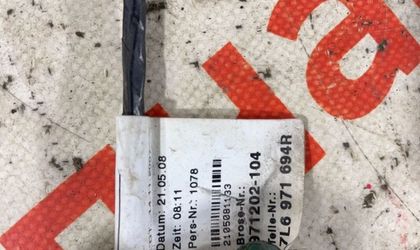 Datum: 21.05.08
Zeit: 08:11
Pers-Nr.: 1078
2105081133
Brose-Nr.:
971202-104
Teile-Nr.:
7L6 971 694R